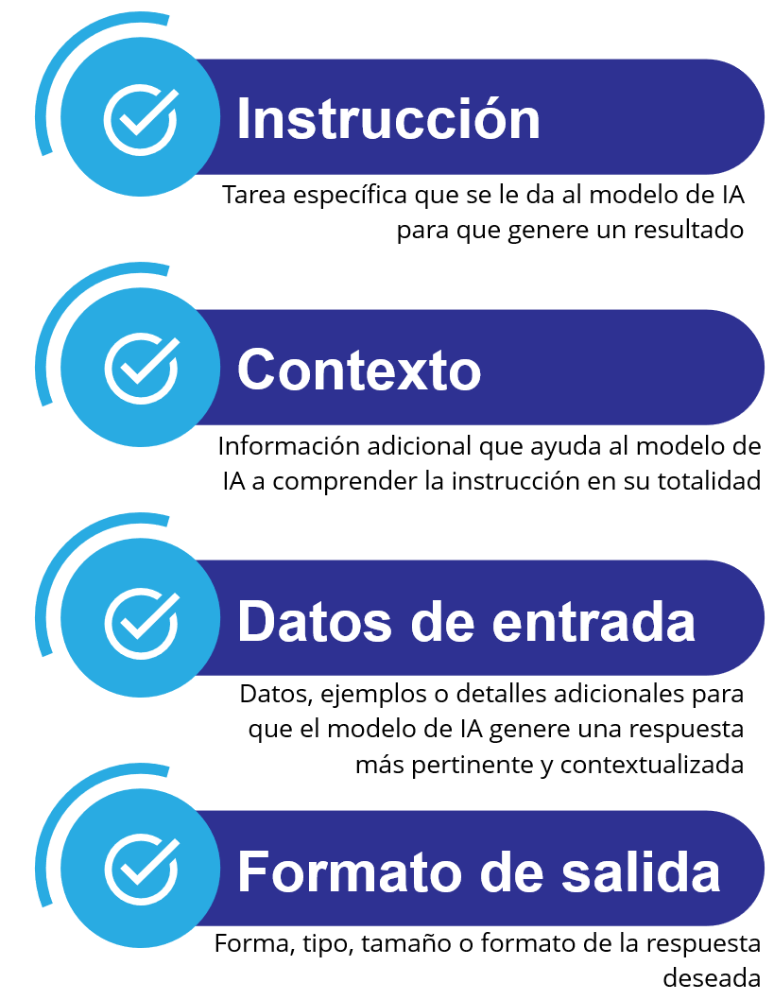 Instrucción
Tarea específica que se le da al modelo de IA
para que genere un resultado
Contexto
Información adicional que ayuda al modelo de
IA a comprender la instrucción en su totalidad
Datos de entrada
Datos, ejemplos o detalles adicionales para
que el modelo de IA genere una respuesta
más pertinente y contextualizada
Formato de salida
Forma, tipo, tamaño o formato de la respuesta
deseada